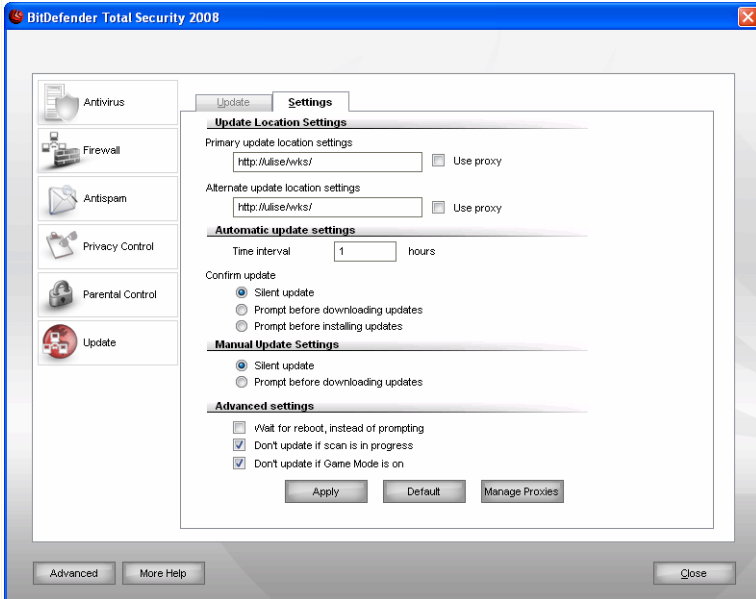 BitDefender Total Security 2008
Antivirus
Firewall
Antispam
Privacy Control
Parental Control
Update
Update Settings
Update Location Settings
Primary update location settings
http://ulise/wks/ Use proxy
Alternate update location settings
http://ulise/wks/ Use proxy
Automatic update settings
Time interval 1 hours
Confirm update
Silent update
Prompt before downloading updates
Prompt before installing updates
Manual Update Settings
Silent update
Prompt before downloading updates
Advanced settings
Wait for reboot, instead of prompting
Don't update if scan is in progress
Don't update if Game Mode is on
Apply Default Manage Proxies
Advanced More Help Close